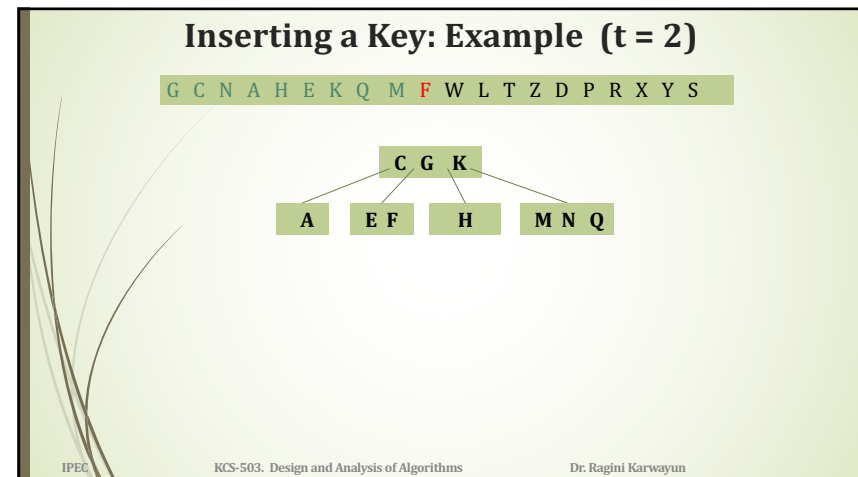 Inserting a Key: Example (t = 2)
G C N A H E K Q M F W L T Z D P R X Y S
C G K
A E F H M N Q
IPEC KCS-503. Design and Analysis of Algorithms Dr. Ragini Karwayun